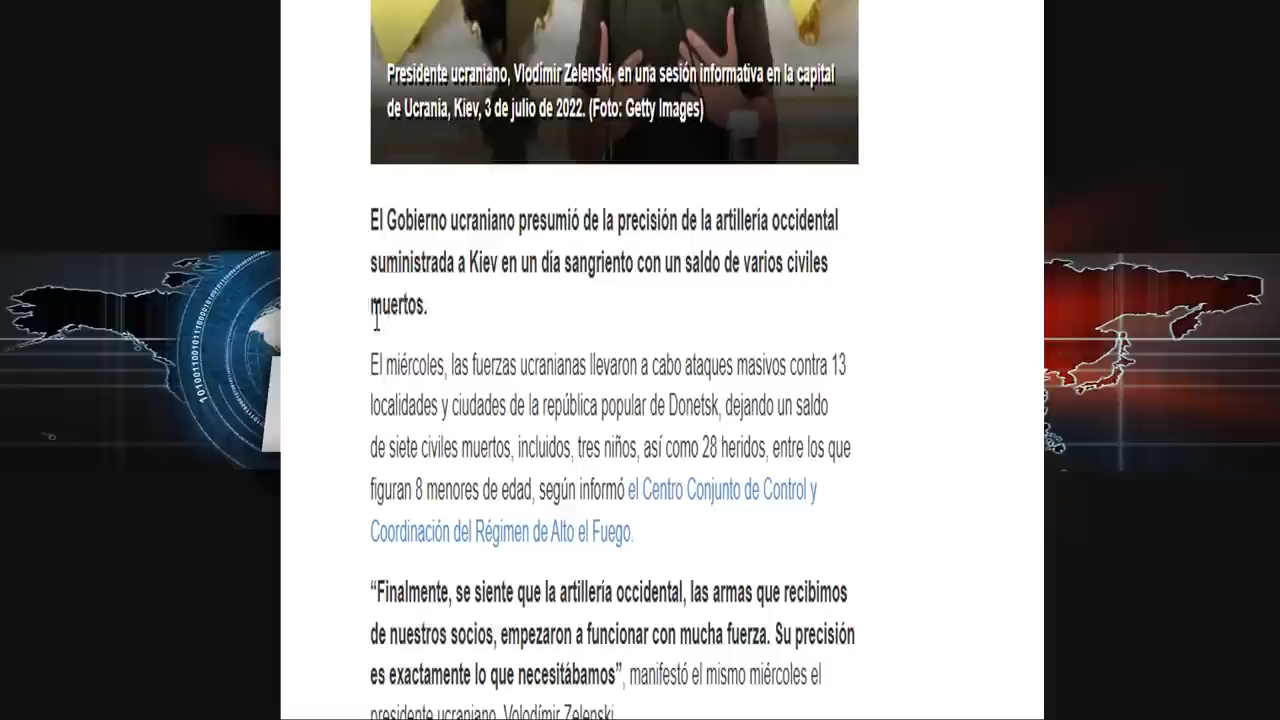 Presidente ucraniano, Vlodímir Zelenski, en una sesión informativa en la capital
de Ucrania, Kiev, 3 de julio de 2022. (Foto: Getty Images)
El Gobierno ucraniano presumió de la precisión de la artillería occidental
suministrada a Kiev en un día sangriento con un saldo de varios civiles
muertos.
El miércoles, las fuerzas ucranianas llevaron a cabo ataques masivos contra 13
localidades y ciudades de la república popular de Donetsk, dejando un saldo
de siete civiles muertos, incluidos, tres niños, así como 28 heridos, entre los que
figuran 8 menores de edad, según informó el Centro Conjunto de Control y
Coordinación del Régimen de Alto el Fuego.
“Finalmente, se siente que la artillería occidental, las armas que recibimos
de nuestros socios, empezaron a funcionar con mucha fuerza. Su precisión
es exactamente lo que necesitábamos”, manifestó el mismo miércoles el
presidente ucraniano, Volodímir Zelenski.